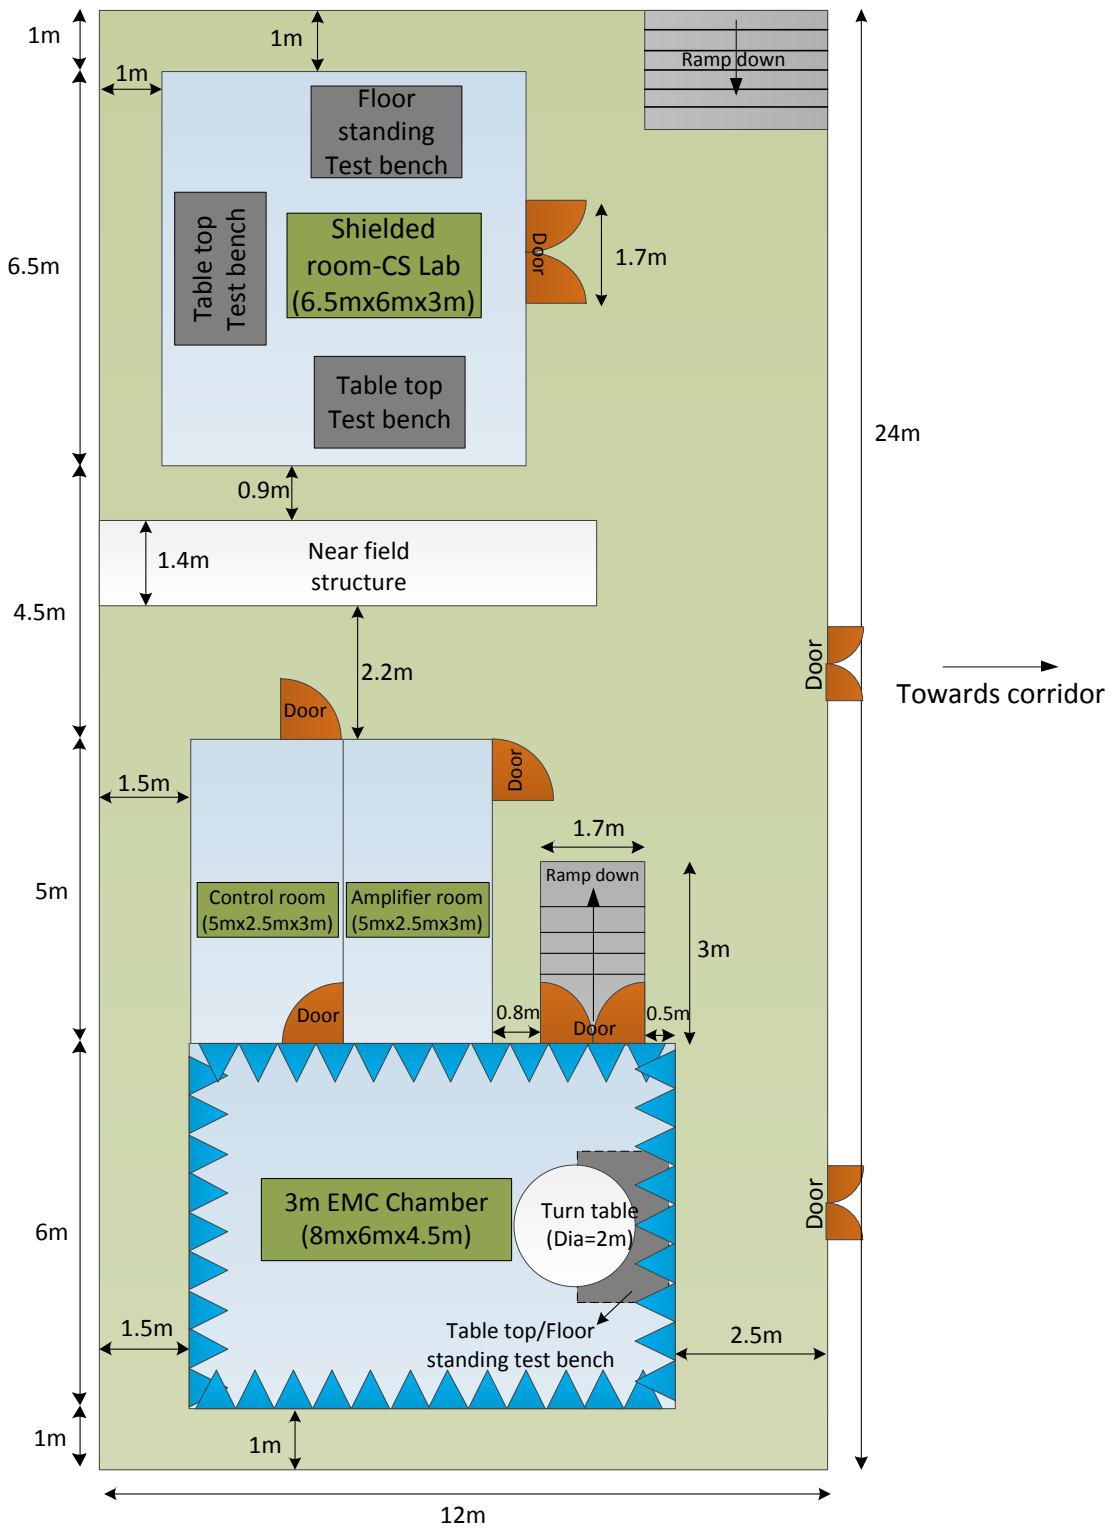 1m
1m
Ramp down
1m
Floor
standing
Test bench
Table top
Test bench
Shielded
room-CS Lab
(6.5mx6mx3m)
Door
1.7m
6.5m
Table top
Test bench
24m
0.9m
1.4m
Near field
structure
4.5m
2.2m
Door
Towards corridor
Door
Door
1.5m
1.7m
Ramp down
5m
Control room
(5mx2.5mx3m)
Amplifier room
(5mx2.5mx3m)
3m
Door
0.8m
Door
0.5m
3m EMC Chamber
(8mx6mx4.5m)
Turn table
(Dia=2m)
Door
6m
1.5m
Table top/Floor
standing test bench
2.5m
1m
1m
12m